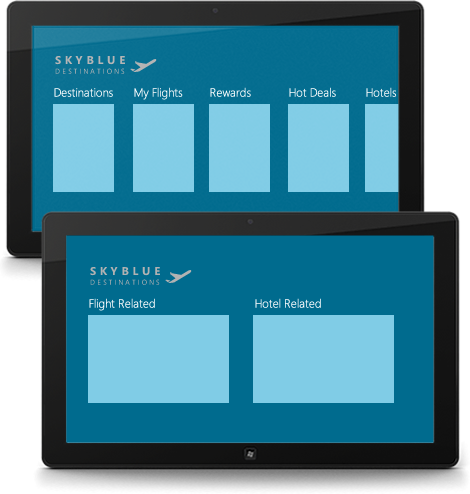 SKYBLUE
DESTINATIONS
Destinations My Flights Rewards Hot Deals Hotels
SKYBLUE
DESTINATIONS
Flight Related Hotel Related